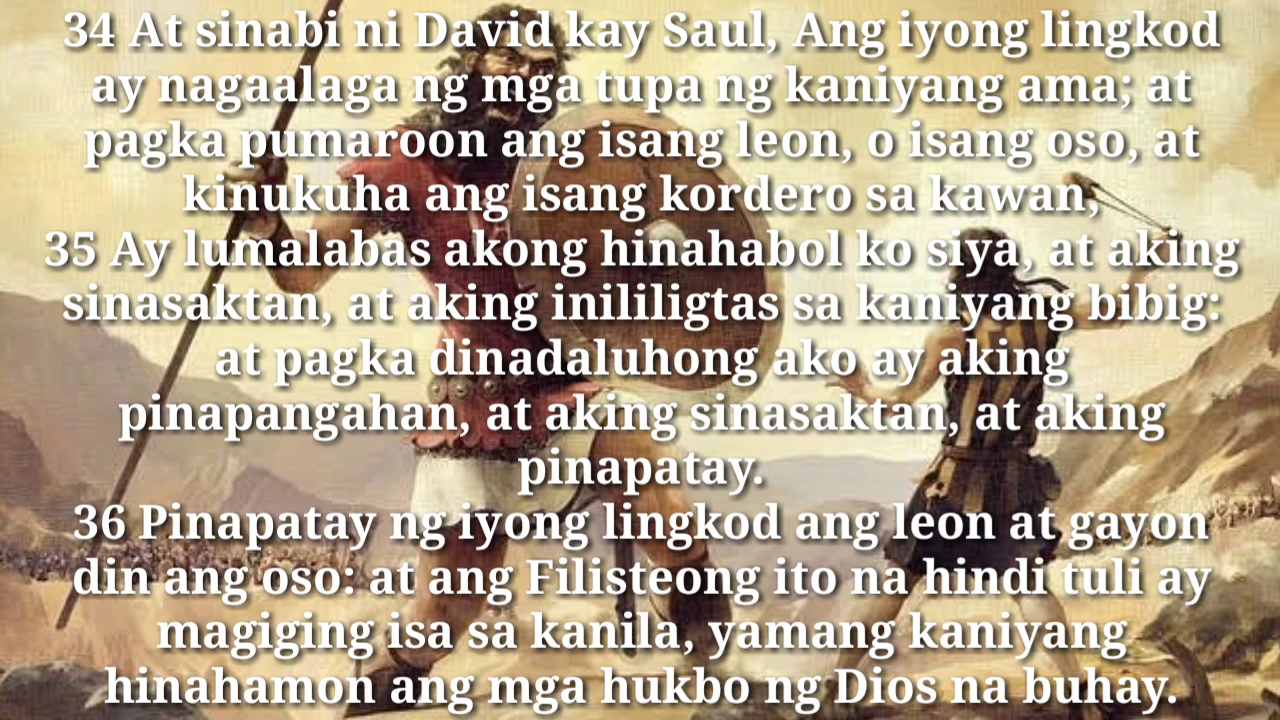 34 At sinabi ni David kay Saul, Ang iyong lingkod
ay nagaalaga ng mga tupa ng kaniyang ama; at
pagka pumaroon ang isang leon, o isang oso, at
kinukuha ang isang kordero sa kawan,
35 Ay lumalabas akong hinahabol ko siya, at aking
sinasaktan, at aking inililigtas sa kaniyang bibig:
at pagka dinadaluhong ako ay aking
pinapangahan, at aking sinasaktan, at aking
pinapatay.
36 Pinapatay ng iyong lingkod ang leon at gayon
din ang oso: at ang Filisteong ito na hindi tuli ay
magiging isa sa kanila, yamang kaniyang
hinahamon ang mga hukbo ng Dios na buhay.